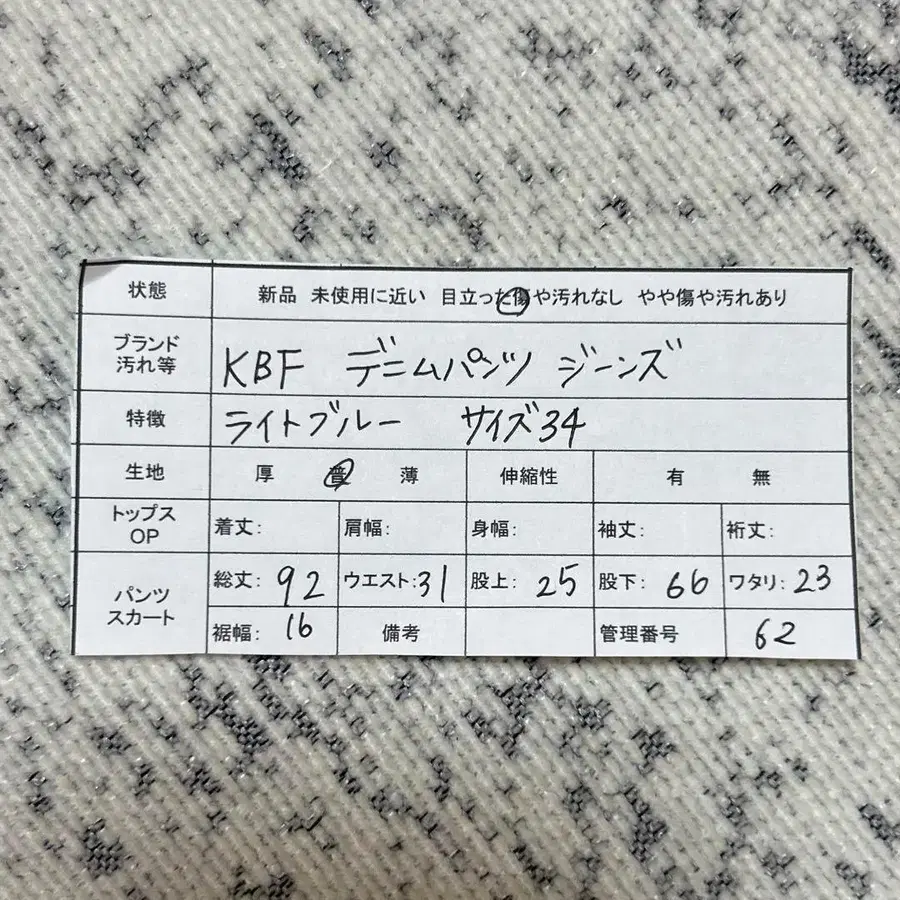 状態 新品 未使用に近い 目立った傷や汚れなし やや傷や汚れあり
ブランド
汚れ等 KBF デニムパンツ ジーンズ
特徴 ライトブルー サイズ34
生地 厚 普 薄 伸縮性 有 無
トップス
OP 着丈: 肩幅: 身幅: 袖丈: 裄丈:
パンツ
スカート 総丈: 92 ウエスト: 31 股上: 25 股下: 66 ワタリ: 23
裾幅: 16 備考 管理番号 62